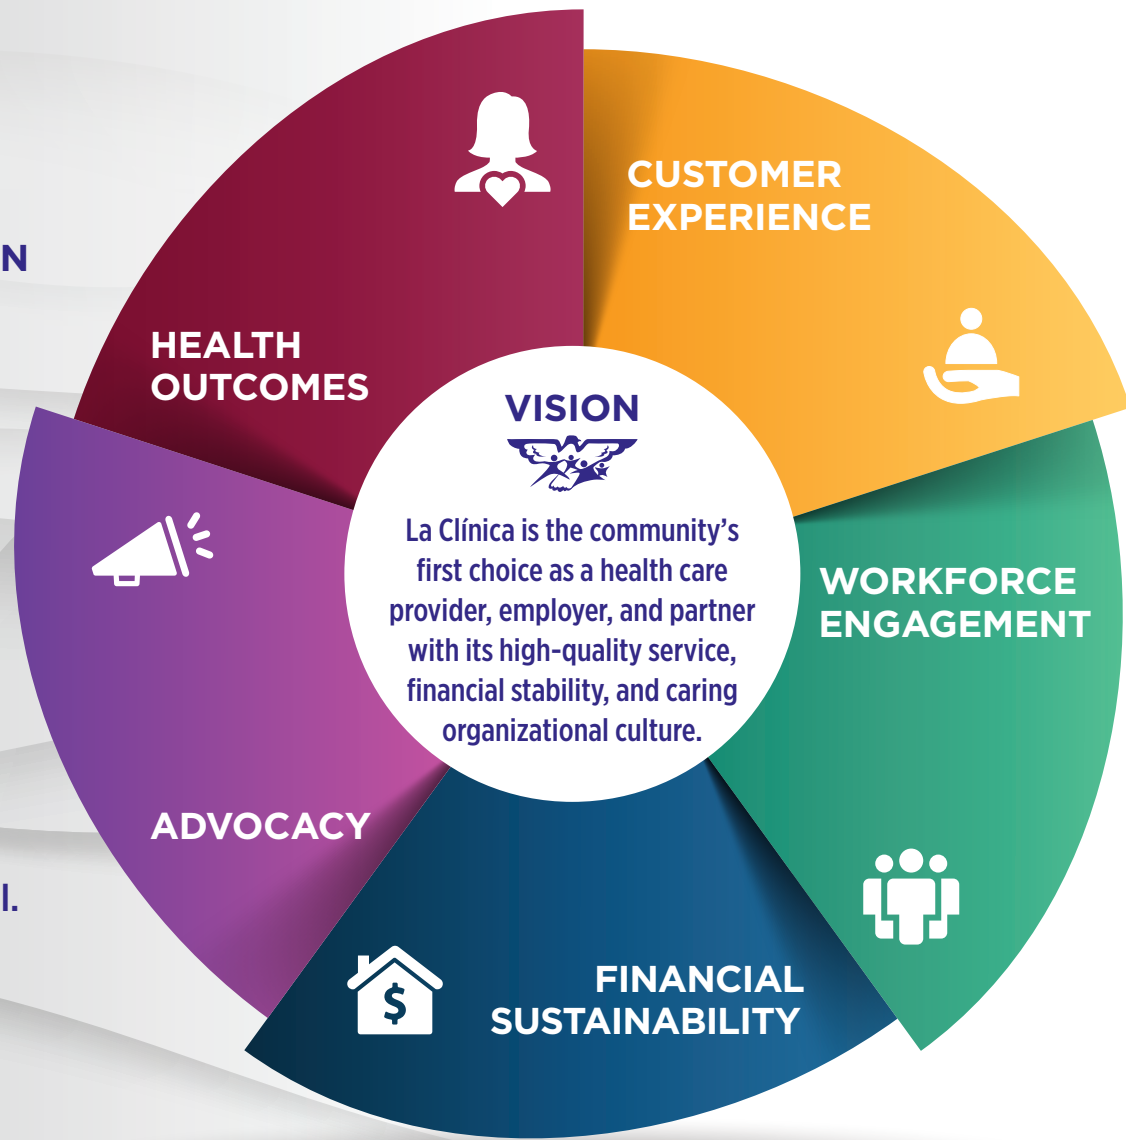 N
l.
HEALTH
OUTCOMES
CUSTOMER
EXPERIENCE
VISION
La Clínica is the community’s
first choice as a health care
provider, employer, and partner
with its high-quality service,
financial stability, and caring
organizational culture.
WORKFORCE
ENGAGEMENT
ADVOCACY
$
FINANCIAL
SUSTAINABILITY